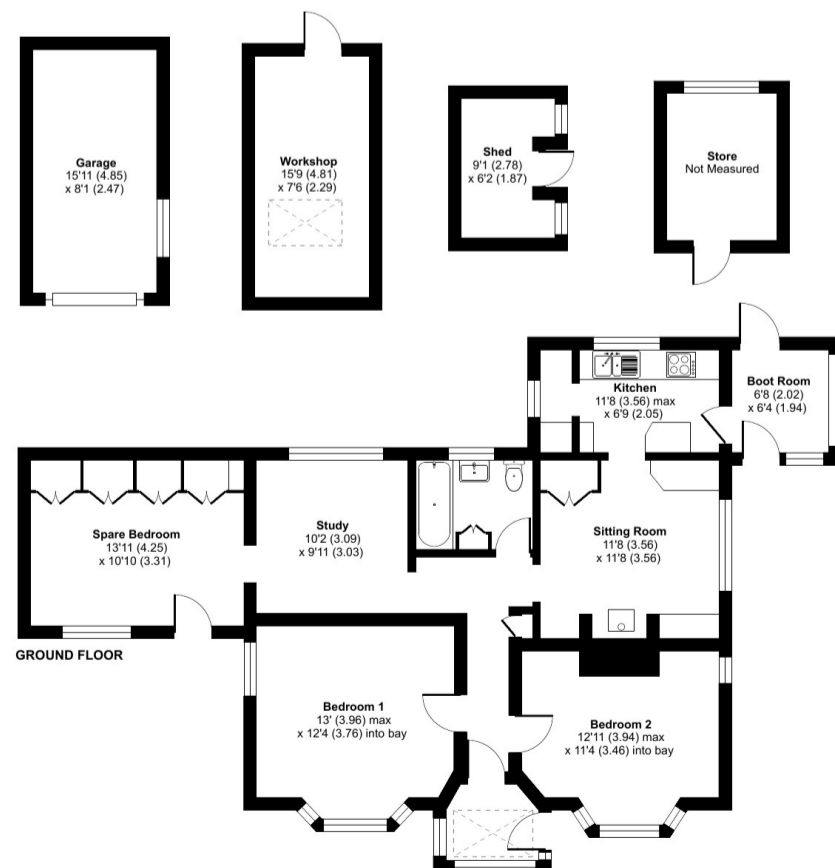 Garage
15'11 (4.85)
x 8'1 (2.47)
Workshop
15'9 (4.81)
x 7'6 (2.29)
Shed
9'1 (2.78)
x 6'2 (1.87)
Store
Not Measured
Kitchen
11'8 (3.56) max
x 6'9 (2.05)
Boot Room
6'8 (2.02)
x 6'4 (1.94)
Spare Bedroom
13'11 (4.25)
x 10'10 (3.31)
Study
10'2 (3.09)
x 9'11 (3.03)
Sitting Room
11'8 (3.56)
x 11'8 (3.56)
GROUND FLOOR
Bedroom 1
13' (3.96) max
x 12'4 (3.76) into bay
Bedroom 2
12'11 (3.94) max
x 11'4 (3.46) into bay